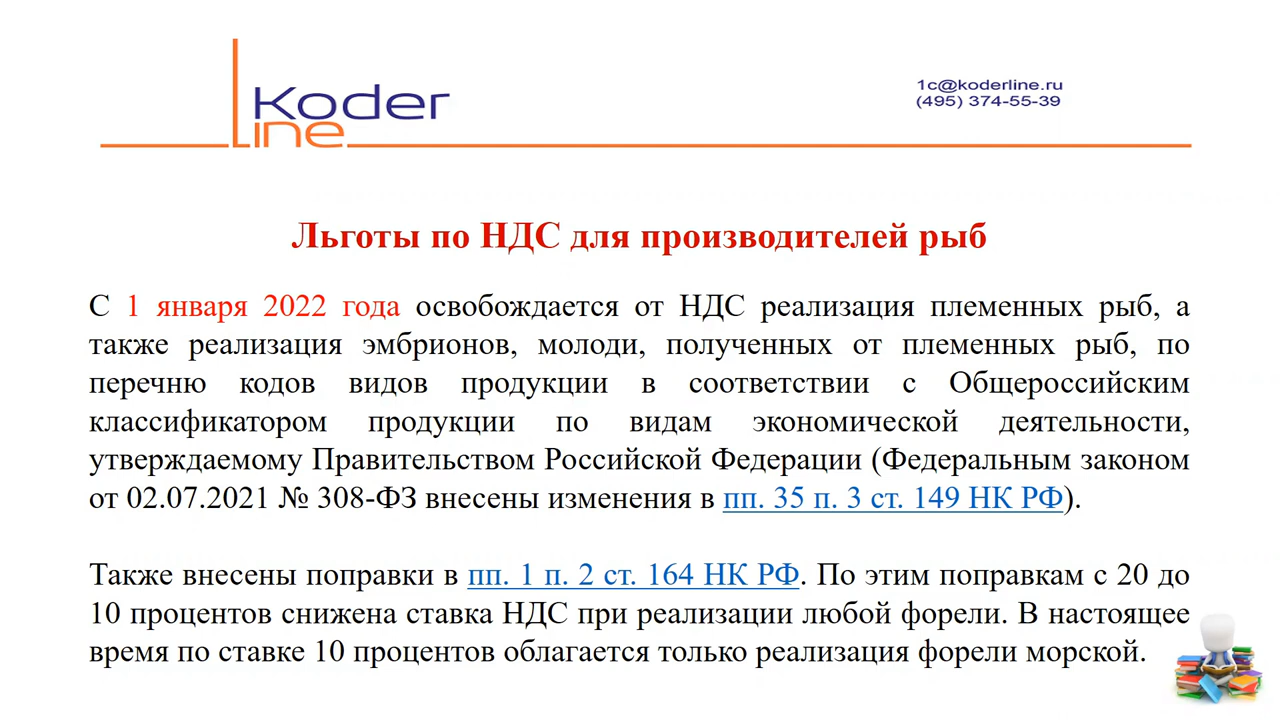 Koder
Line
1c@koderline.ru
(495) 374-55-39
Льготы по НДС для производителей рыб
С 1 января 2022 года освобождается от НДС реализация племенных рыб, а
также реализация эмбрионов, молоди, полученных от племенных рыб, по
перечню кодов видов продукции в соответствии с Общероссийским
классификатором продукции по видам экономической деятельности,
утверждаемому Правительством Российской Федерации (Федеральным законом
от 02.07.2021 № 308-ФЗ внесены изменения в пп. 35 п. 3 ст. 149 НК РФ).
Также внесены поправки в пп. 1 п. 2 ст. 164 НК РФ. По этим поправкам с 20 до
10 процентов снижена ставка НДС при реализации любой форели. В настоящее
время по ставке 10 процентов облагается только реализация форели морской.